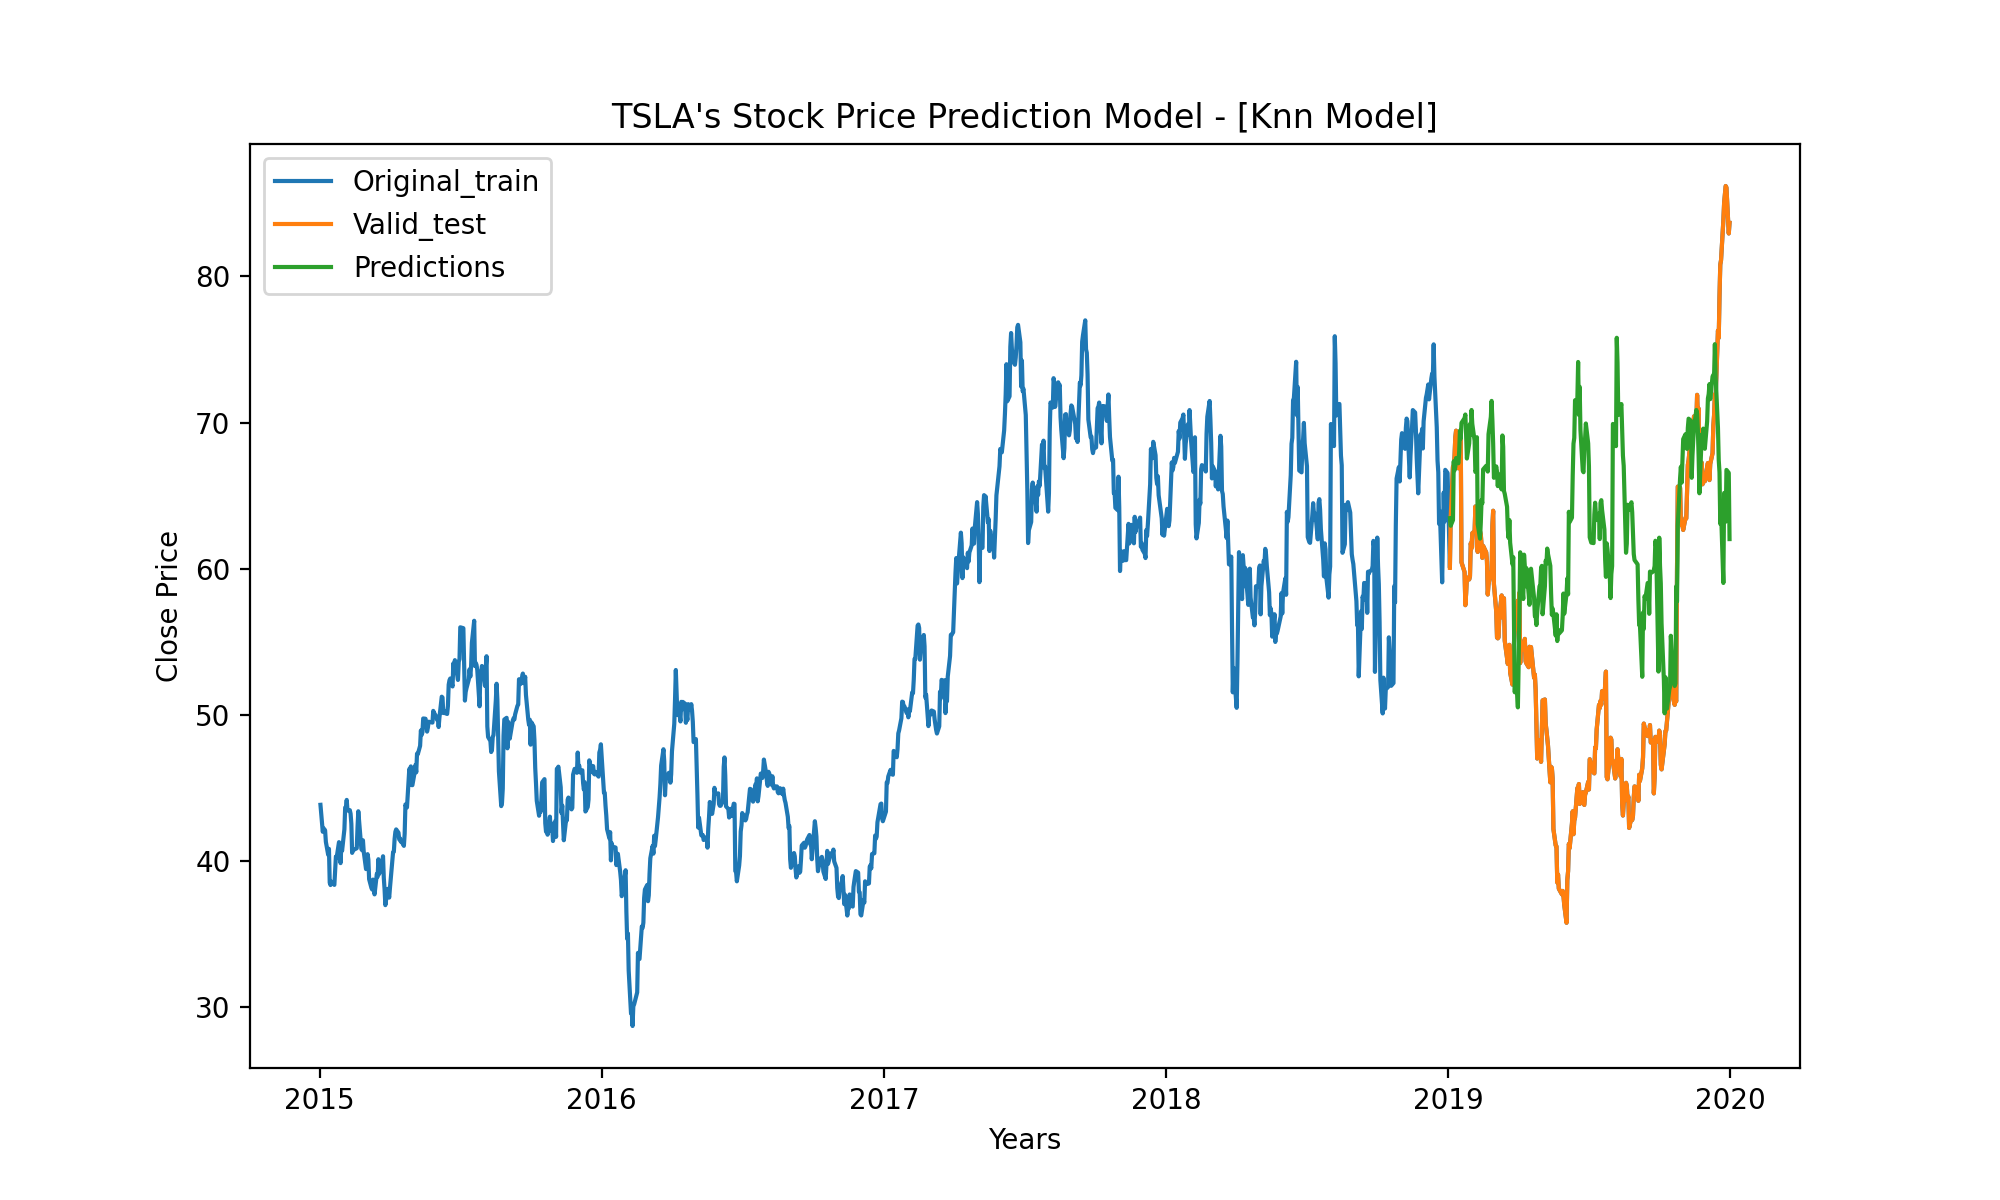 TSLA's Stock Price Prediction Model - [Knn Model]
Original_train
Valid_test
Predictions
80
70
60
50
40
30
Close Price
2015 2016 2017 2018 2019 2020
Years